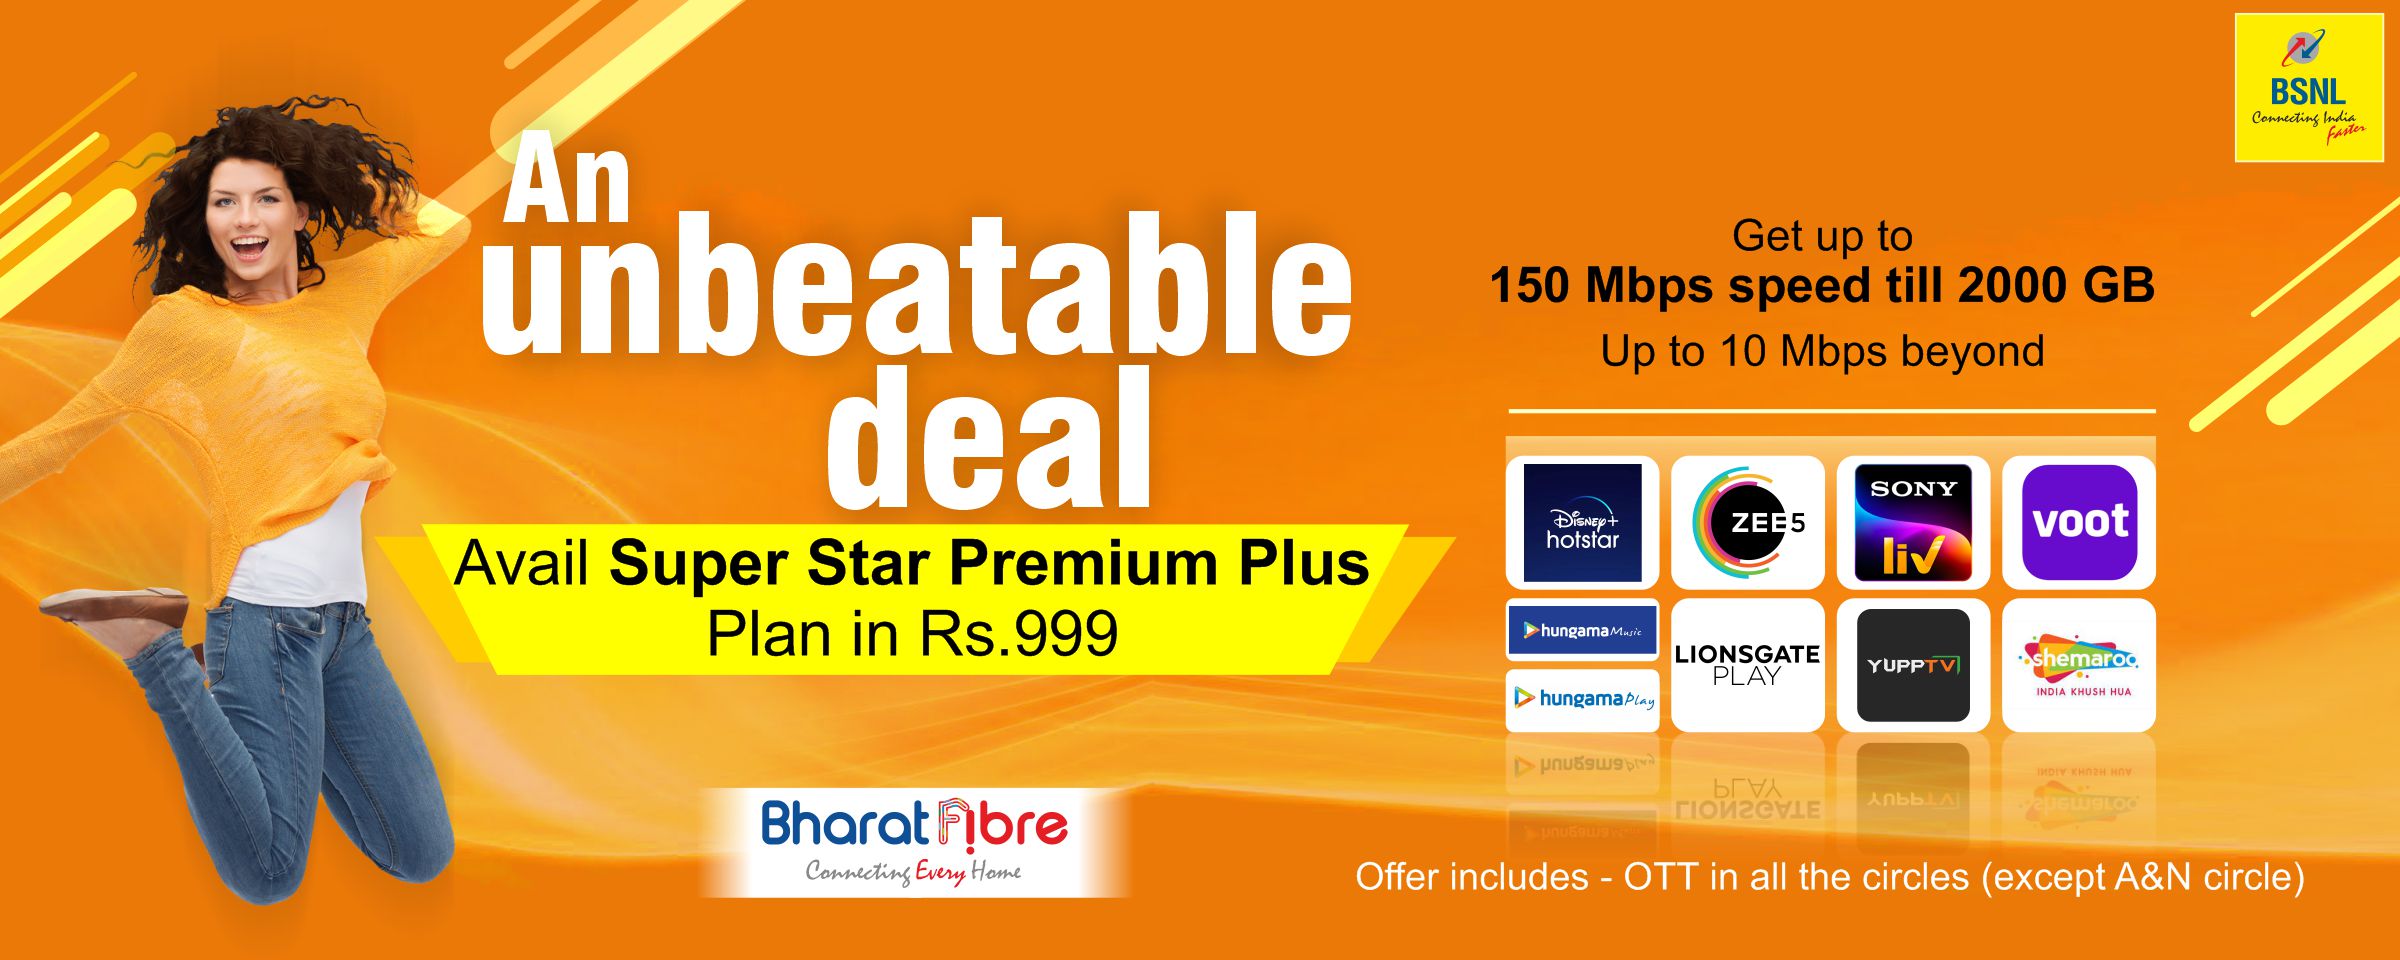 An
unbeatable
deal
Avail Super Star Premium Plus
Plan in Rs.999
Bharat Fibre
Connecting Every Home
BSNL
Connecting India
Faster
Get up to
150 Mbps speed till 2000 GB
Up to 10 Mbps beyond
Disney+
hotstar
ZEE5
SONY
liv
voot
hungama Music
hungama Play
LIONSGATE
PLAY
YUPPTV
shemaroo
INDIA KHUSH HUA
Offer includes - OTT in all the circles (except A&N circle)